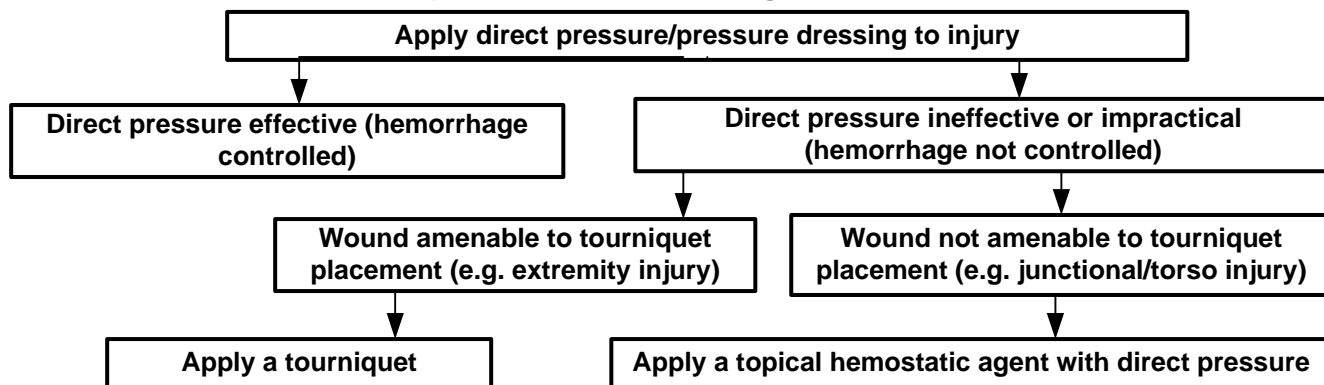 Apply direct pressure/pressure dressing to injury
Direct pressure effective (hemorrhage
controlled)
Direct pressure ineffective or impractical
(hemorrhage not controlled)
Wound amenable to tourniquet
placement (e.g. extremity injury)
Wound not amenable to tourniquet
placement (e.g. junctional/torso injury)
Apply a tourniquet
Apply a topical hemostatic agent with direct pressure